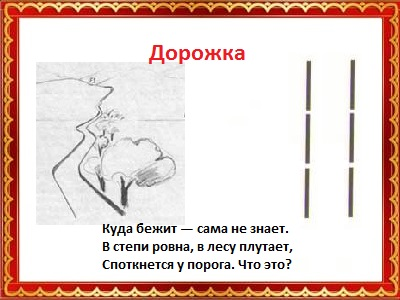 Дорожка
Куда бежит — сама не знает.
В степи ровна, в лесу плутает,
Споткнется у порога. Что это?